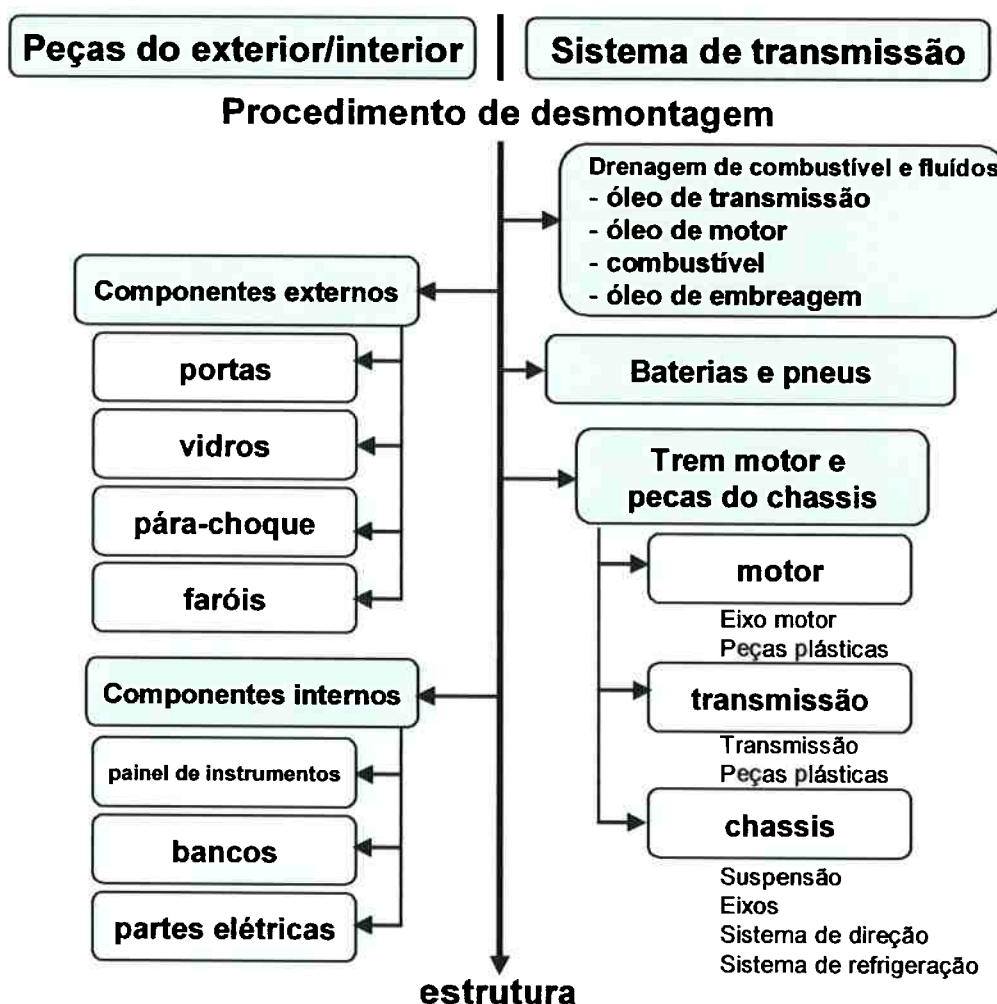 Peças do exterior/interior
Sistema de transmissão
Procedimento de desmontagem
Drenagem de combustível e fluídos
- óleo de transmissão
- óleo de motor
- combustível
- óleo de embreagem
Componentes externos
portas
vidros
pára-choque
faróis
Baterias e pneus
Trem motor e
pecas do chassis
motor
Eixo motor
Peças plásticas
transmissão
Transmissão
Peças plásticas
chassis
Suspensão
Eixos
Sistema de direção
Sistema de refrigeração
Componentes internos
painel de instrumentos
bancos
partes elétricas
estrutura